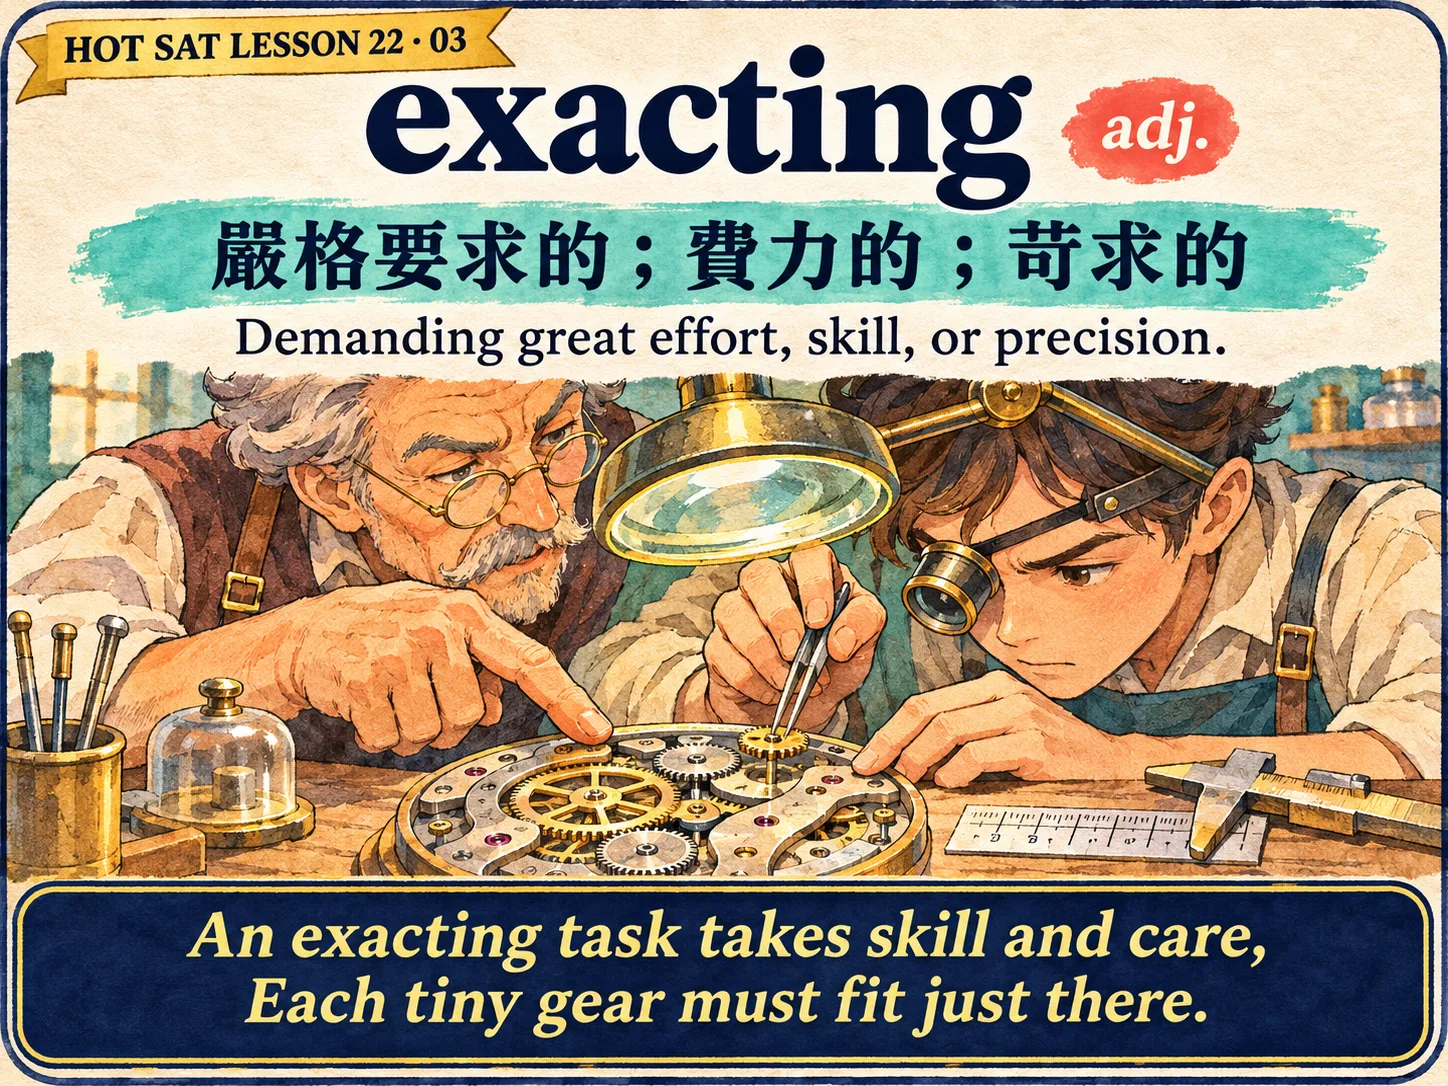 HOT SAT LESSON 22 · 03
exacting
adj.
嚴格要求的；費力的；苛求的
Demanding great effort, skill, or precision.
An exacting task takes skill and care,
Each tiny gear must fit just there.